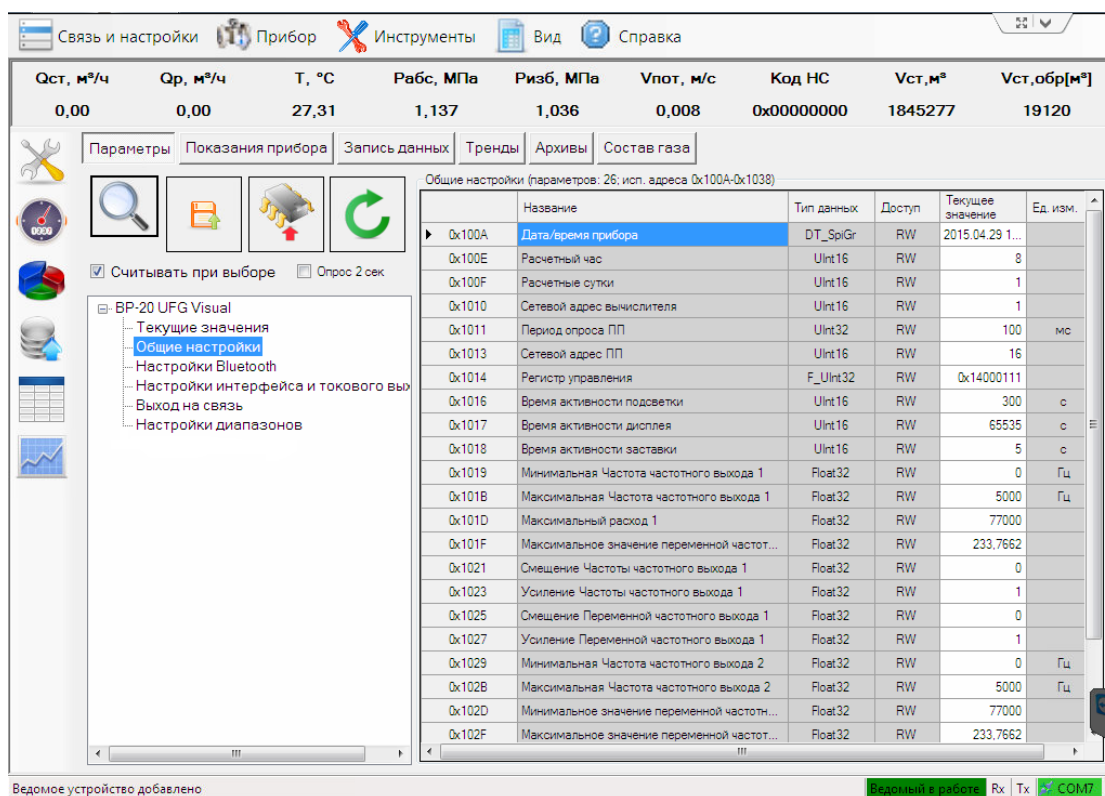 Связь и настройки Прибор Инструменты Вид Справка
Qст, м³/ч Qр, м³/ч T, °C Рабс, МПа Ризб, МПа Vпот, м/с Код НС Vст,м³ Vст,обр[м³]
0,00 0,00 27,31 1,137 1,036 0,008 0x00000000 1845277 19120
Параметры Показания прибора Запись данных Тренды Архивы Состав газа
Считывать при выборе Опрос 2 сек
BP-20 UFG Visual
Текущие значения
Общие настройки
Настройки Bluetooth
Настройки интерфейса и токового вых
Выход на связь
Настройки диапазонов
Общие настройки (параметров: 26; исп. адреса 0x100A-0x1038)
Название Тип данных Доступ Текущее значение Ед. изм.
0x100A Дата/время прибора DT_SpiGr RW 2015.04.29 1...
0x100E Расчетный час UInt16 RW 8
0x100F Расчетные сутки UInt16 RW 1
0x1010 Сетевой адрес вычислителя UInt16 RW 1
0x1011 Период опроса ПП UInt32 RW 100 мс
0x1013 Сетевой адрес ПП UInt16 RW 16
0x1014 Регистр управления F_UInt32 RW 0x14000111
0x1016 Время активности подсветки UInt16 RW 300 с
0x1017 Время активности дисплея UInt16 RW 65535 с
0x1018 Время активности заставки UInt16 RW 5 с
0x1019 Минимальная Частота частотного выхода 1 Float32 RW 0 Гц
0x101B Максимальная Частота частотного выхода 1 Float32 RW 5000 Гц
0x101D Максимальный расход 1 Float32 RW 77000
0x101F Максимальное значение переменной частот... Float32 RW 233,7662
0x1021 Смещение Частоты частотного выхода 1 Float32 RW 0
0x1023 Усиление Частоты частотного выхода 1 Float32 RW 1
0x1025 Смещение Переменной частотного выхода 1 Float32 RW 0
0x1027 Усиление Переменной частотного выхода 1 Float32 RW 1
0x1029 Минимальная Частота частотного выхода 2 Float32 RW 0 Гц
0x102B Максимальная Частота частотного выхода 2 Float32 RW 5000 Гц
0x102D Минимальное значение переменной частотн... Float32 RW 77000
0x102F Максимальное значение переменной частот... Float32 RW 233,7662
Ведомое устройство добавлено Ведомый в работе Rx Tx COM7